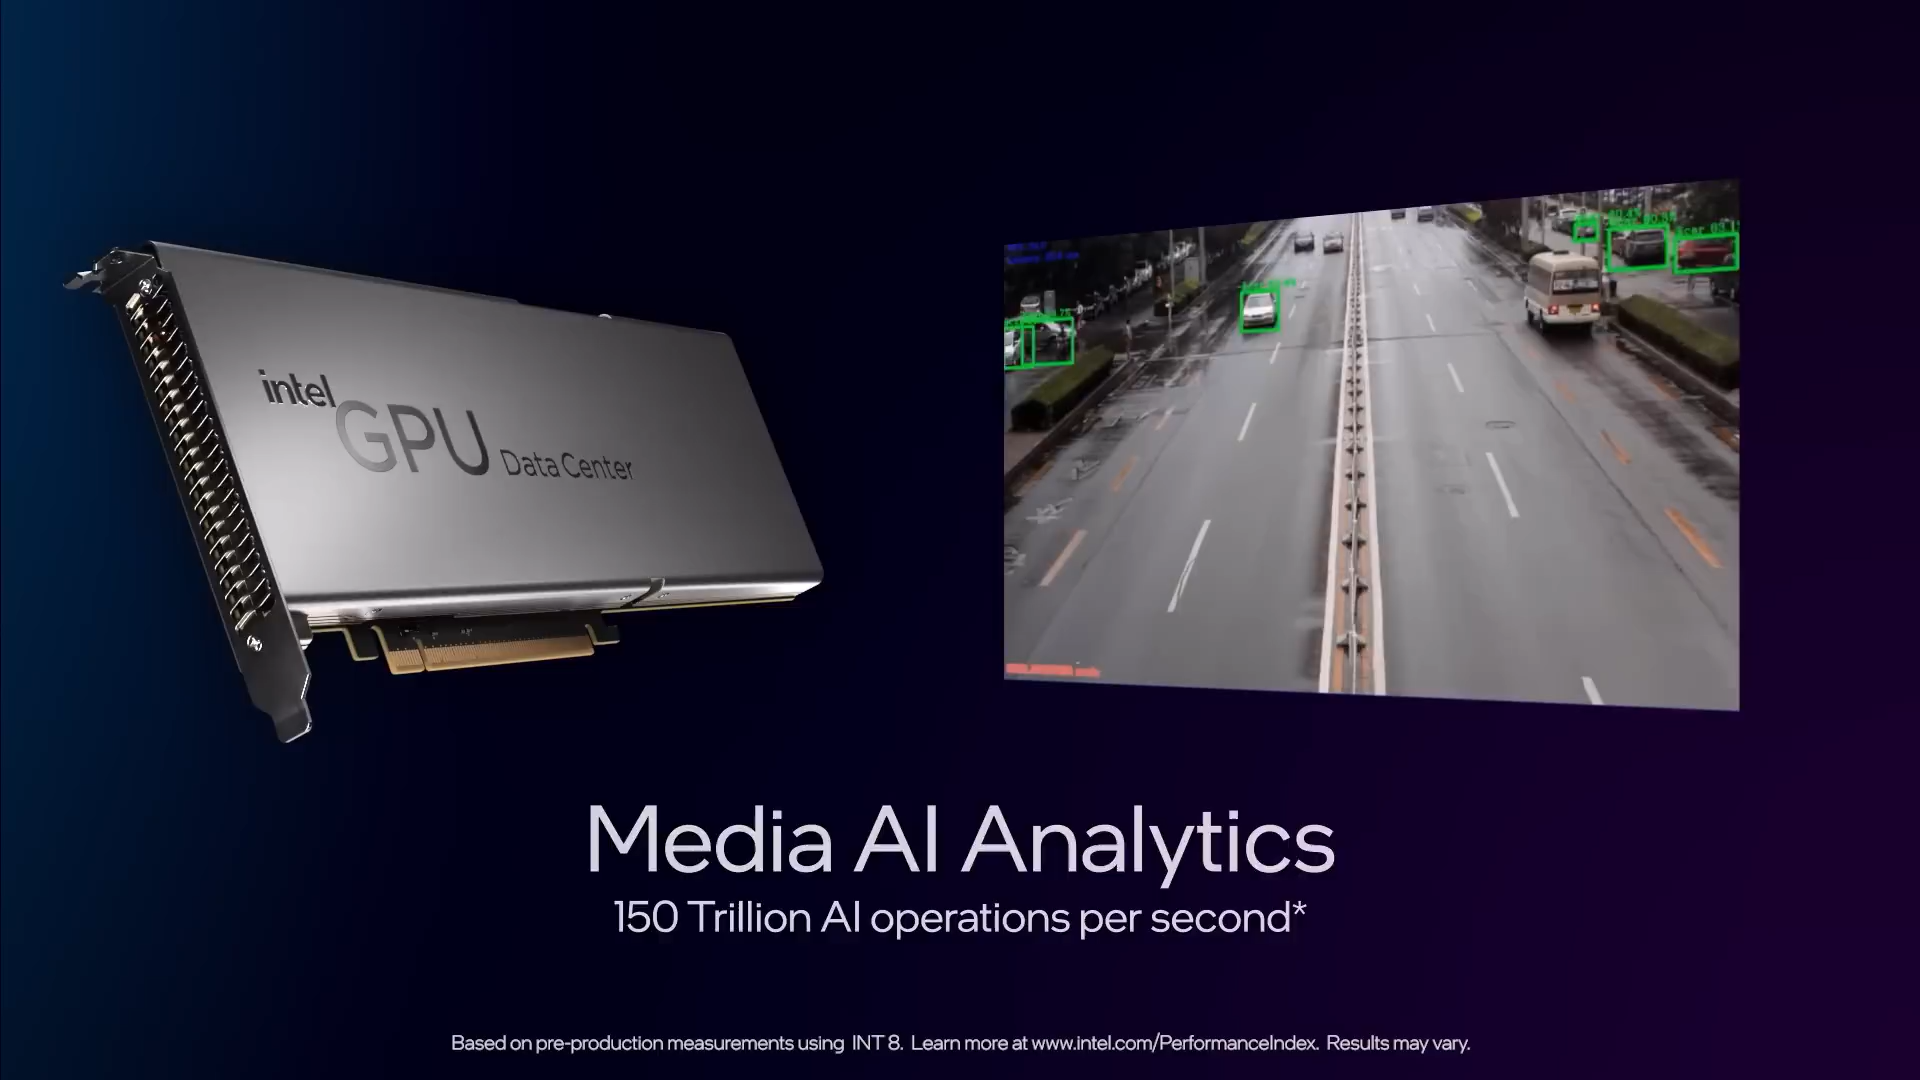 intel
GPU Data Center
Media AI Analytics
150 Trillion AI operations per second*
Based on pre-production measurements using INT 8. Learn more at www.intel.com/PerformanceIndex. Results may vary.